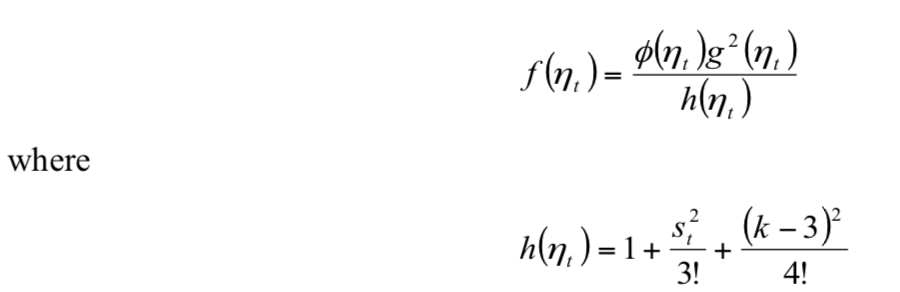 f(η_t) = ϕ(η_t)g²(η_t) / h(η_t)
where
h(η_t) = 1 + s_t²/3! + (k − 3)²/4!